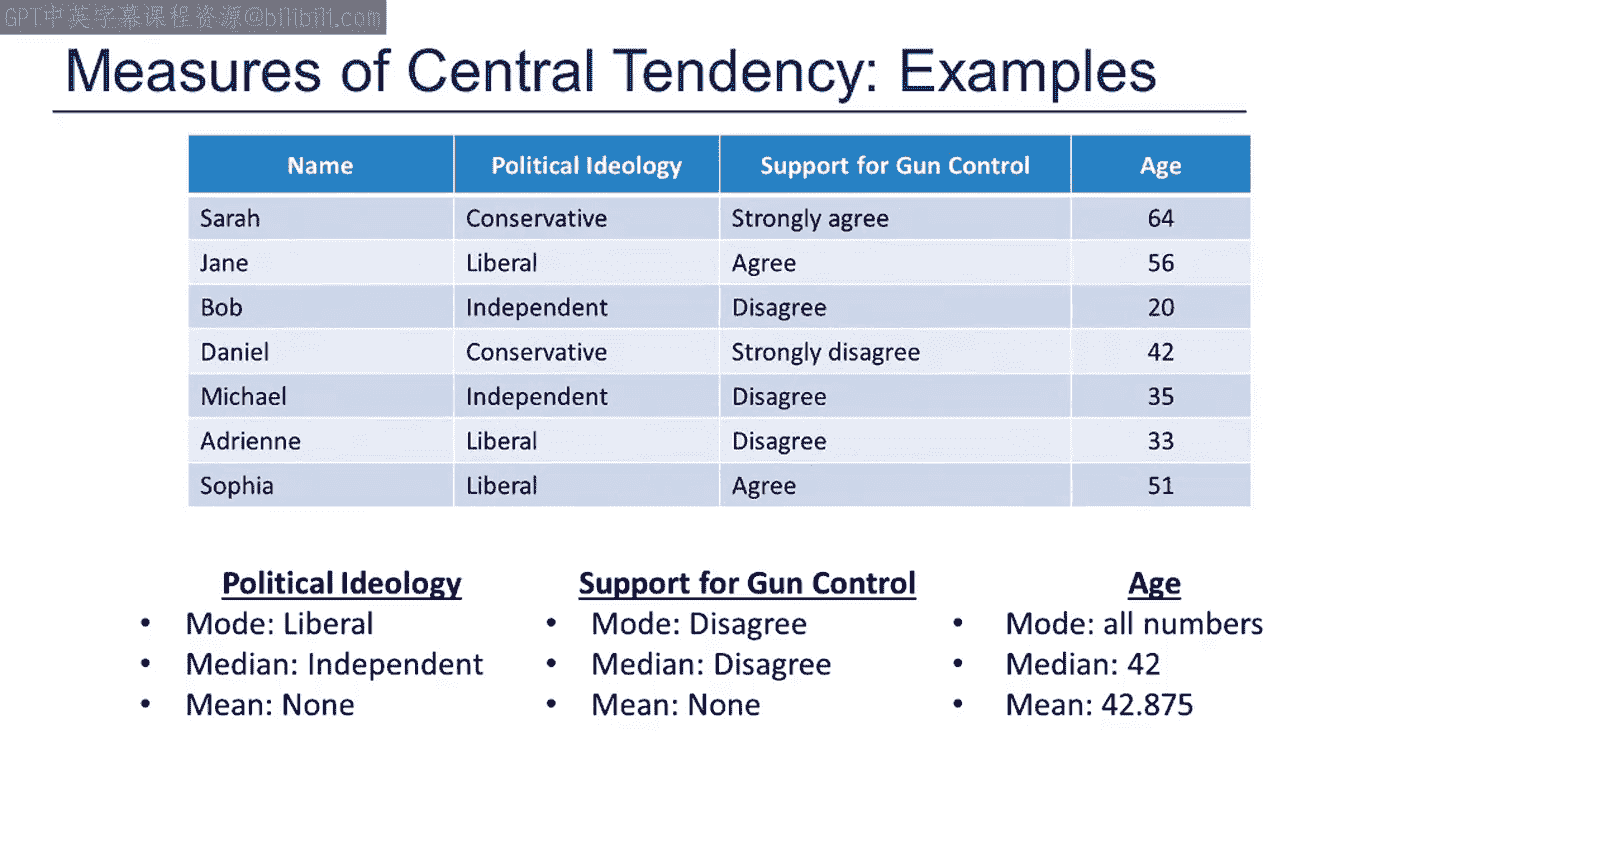 GPT中英字幕课程资源@bilibili.com
Measures of Central Tendency: Examples
Name Political Ideology Support for Gun Control Age
Sarah Conservative Strongly agree 64
Jane Liberal Agree 56
Bob Independent Disagree 20
Daniel Conservative Strongly disagree 42
Michael Independent Disagree 35
Adrienne Liberal Disagree 33
Sophia Liberal Agree 51
Political Ideology
• Mode: Liberal
• Median: Independent
• Mean: None
Support for Gun Control
• Mode: Disagree
• Median: Disagree
• Mean: None
Age
• Mode: all numbers
• Median: 42
• Mean: 42.875